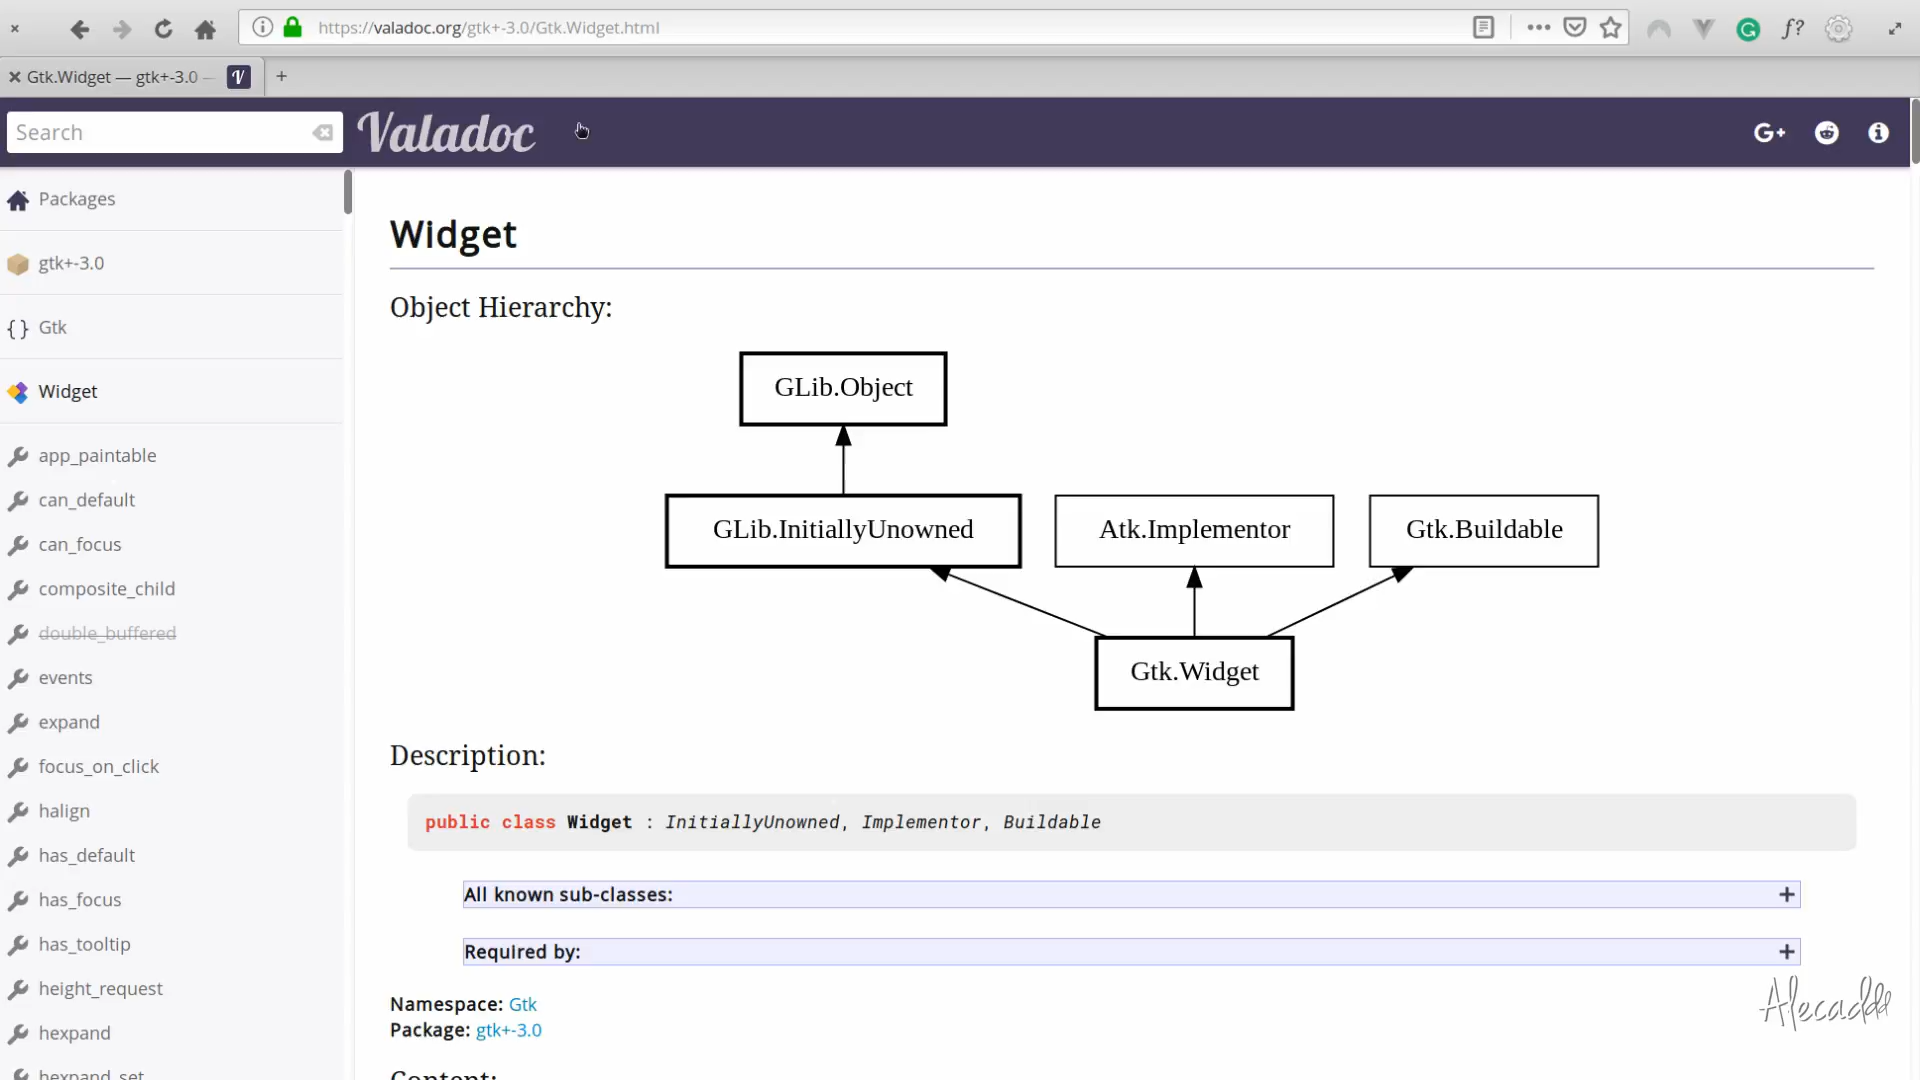 https://valadoc.org/gtk+-3.0/Gtk.Widget.html
f?
Gtk.Widget — gtk+-3.0 —
V
Search
Valadoc
G+
Packages
gtk+-3.0
{ } Gtk
Widget
app_paintable
can_default
can_focus
composite_child
double_buffered
events
expand
focus_on_click
halign
has_default
has_focus
has_tooltip
height_request
hexpand
hexpand_set
Widget
Object Hierarchy:
GLib.Object
GLib.InitiallyUnowned
Atk.Implementor
Gtk.Buildable
Gtk.Widget
Description:
public class Widget : InitiallyUnowned, Implementor, Buildable
All known sub-classes:
Required by:
Namespace: Gtk
Package: gtk+-3.0
Content:
Alecaddd